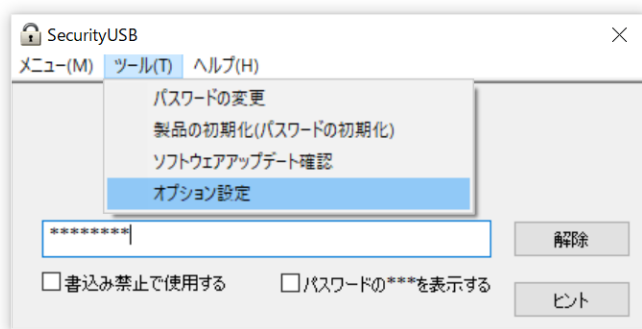 SecurityUSB
メニュー(M) ツール(T) ヘルプ(H)
パスワードの変更
製品の初期化(パスワードの初期化)
ソフトウェアアップデート確認
オプション設定
******** 解除
書込み禁止で使用する パスワードの***を表示する
ヒント